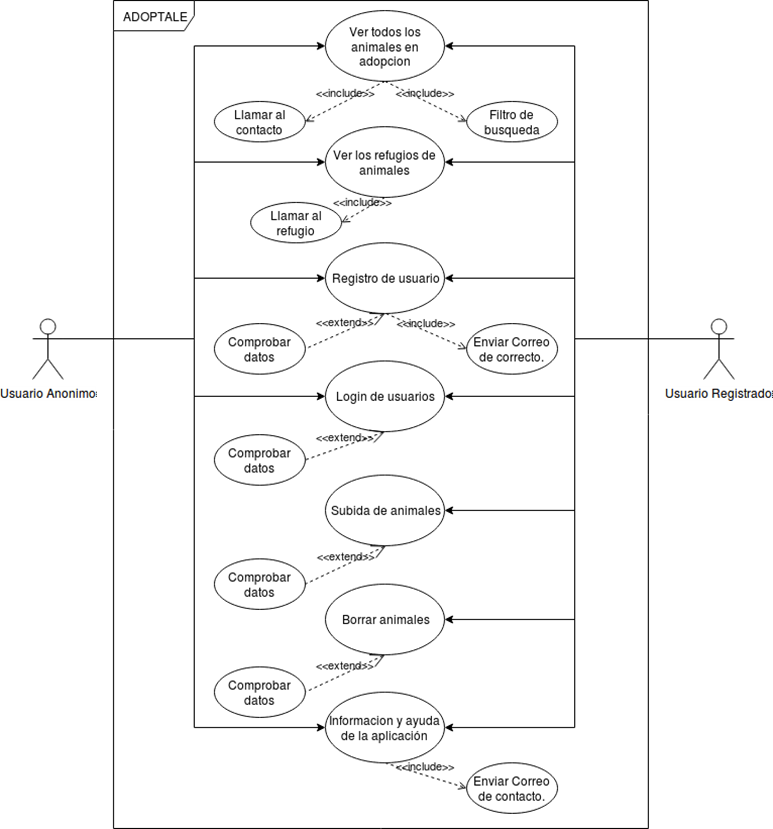 ADOPTALE
Ver todos los
animales en
adopcion
<<include>>
<<include>>
Llamar al
contacto
Filtro de
busqueda
Ver los refugios de
animales
<<include>>
Llamar al
refugio
Registro de usuario
<<extend>>
<<include>>
Comprobar
datos
Enviar Correo
de correcto.
Usuario Anonimo
Usuario Registrado
Login de usuarios
<<extend>>
Comprobar
datos
Subida de animales
<<extend>>
Comprobar
datos
Borrar animales
<<extend>>
Comprobar
datos
Informacion y ayuda
de la aplicación
<<include>>
Enviar Correo
de contacto.